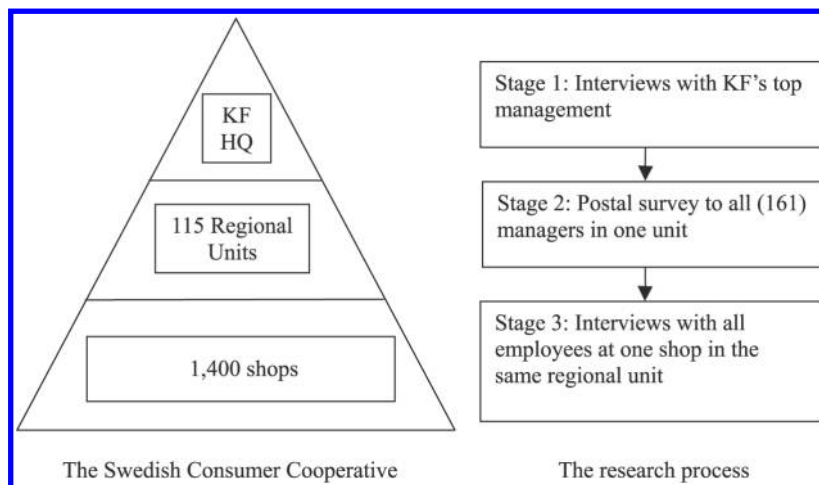 KF
HQ
115 Regional
Units
1,400 shops
The Swedish Consumer Cooperative
Stage 1: Interviews with KF's top
management
Stage 2: Postal survey to all (161)
managers in one unit
Stage 3: Interviews with all
employees at one shop in the
same regional unit
The research process